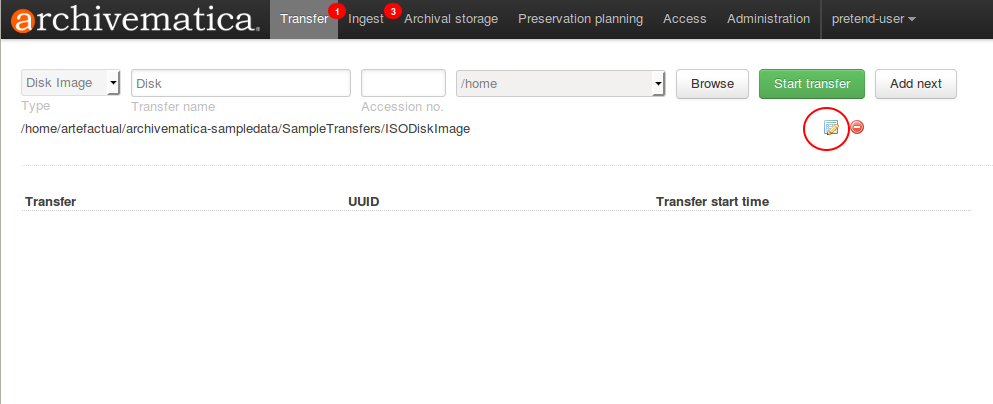 archivematica Transfer 1 Ingest 3 Archival storage Preservation planning Access Administration pretend-user
Disk Image Disk /home Browse Start transfer Add next
Type Transfer name Accession no.
/home/artefactual/archivematica-sampledata/SampleTransfers/ISODiskImage
Transfer UUID Transfer start time